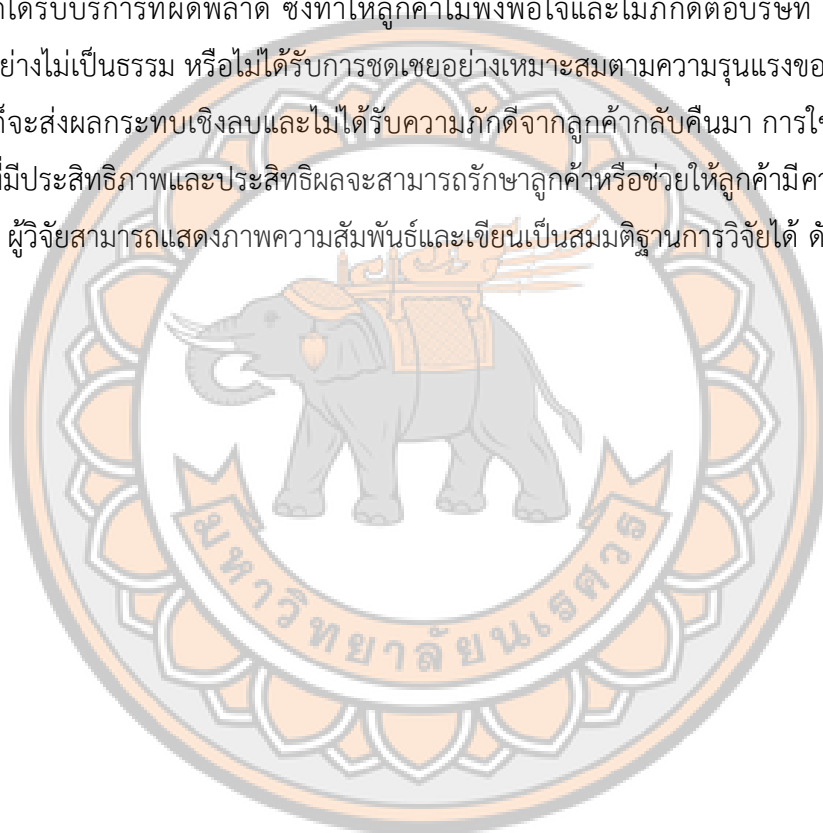 ได้รับบริการที่ผิดพลาด ซึ่งทำให้ลูกค้าไม่พึงพอใจและไม่ภักดีต่อบริษัท
ย่างไม่เป็นธรรม หรือไม่ได้รับการชดเชยอย่างเหมาะสมตามความรุนแรงขอ
ก็จะส่งผลกระทบเชิงลบและไม่ได้รับความภักดีจากลูกค้ากลับคืนมา การใช
ที่มีประสิทธิภาพและประสิทธิผลจะสามารถรักษาลูกค้าหรือช่วยให้ลูกค้ามีคว
ผู้วิจัยสามารถแสดงภาพความสัมพันธ์และเขียนเป็นสมมติฐานการวิจัยได้ ดั
มหาวิทยาลัยนเรศวร